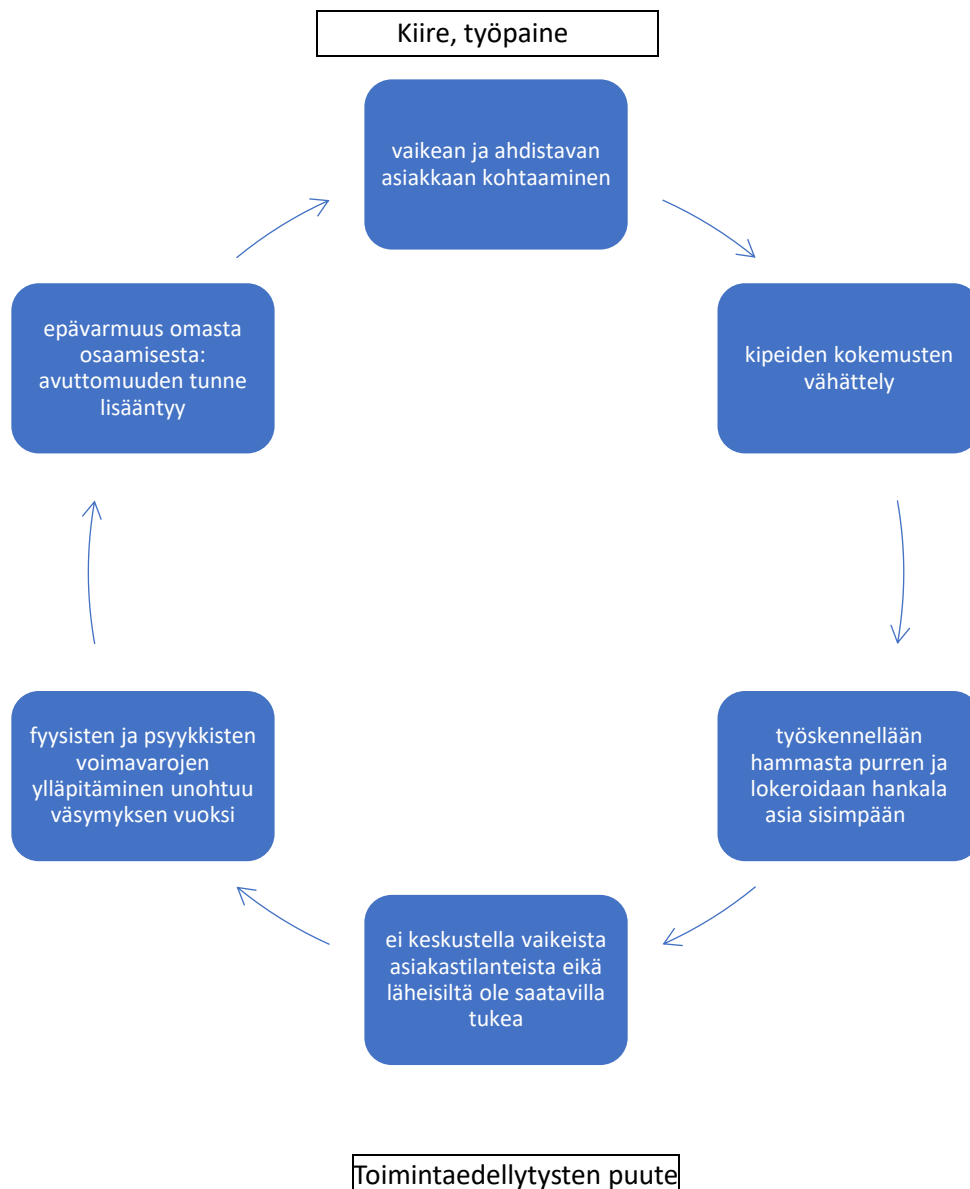 Kiire, työpaine
vaikean ja ahdistavan
asiakkaan kohtaaminen
kipeiden kokemusten
vähättely
työskennellään
hammasta purren ja
lokeroidaan hankala
asia sisimpään
ei keskustella vaikeista
asiakastilanteista eikä
läheisiltä ole saatavilla
tukea
fyysisten ja psyykkisten
voimavarojen
ylläpitäminen unohtuu
väsymyksen vuoksi
epävarmuus omasta
osaamisesta:
avuttomuuden tunne
lisääntyy
Toimintaedellytysten puute